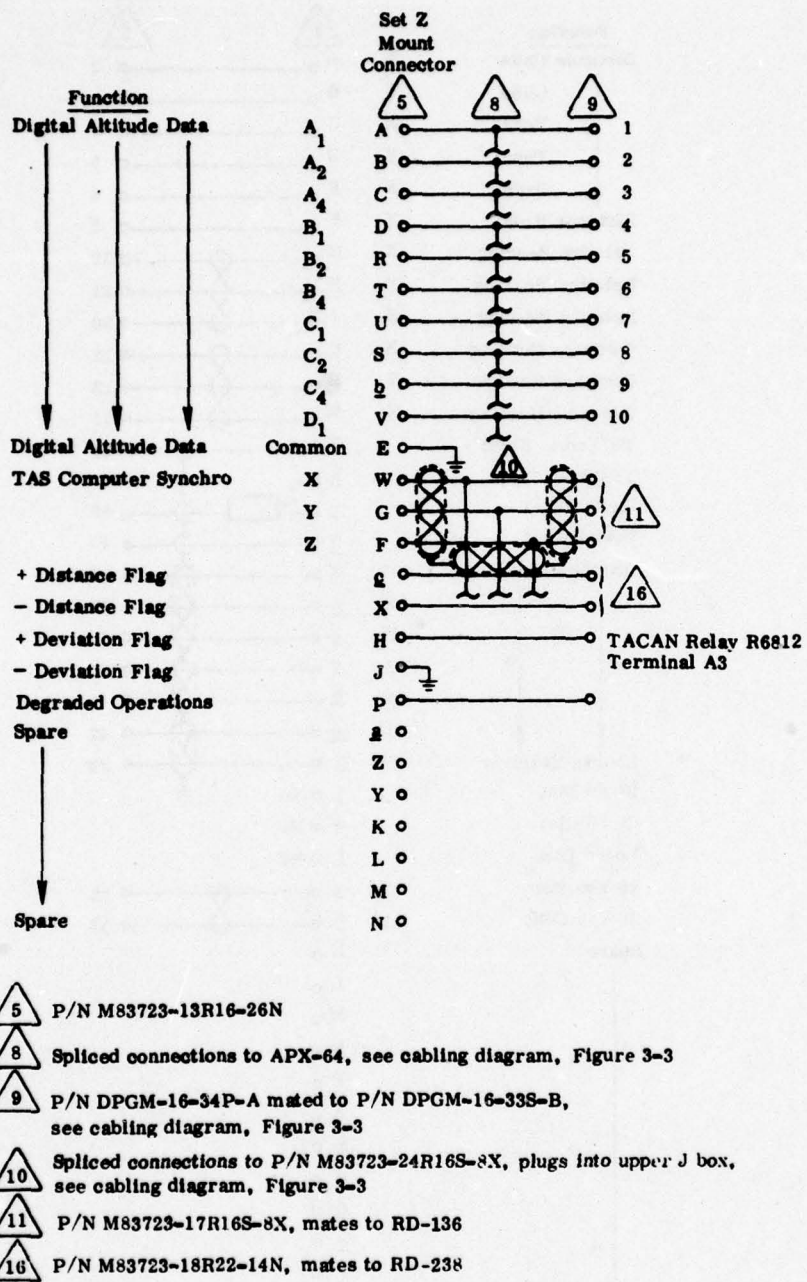 Set Z
Mount
Connector
Function
5 8 9
Digital Altitude Data A1 A 1
A2 B 2
A4 C 3
B1 D 4
B2 R 5
B4 T 6
C1 U 7
C2 S 8
C4 b 9
D1 V 10
Digital Altitude Data Common E
10
TAS Computer Synchro X W
Y G 11
Z F
+ Distance Flag c
16
- Distance Flag X
+ Deviation Flag H TACAN Relay R6812
Terminal A3
- Deviation Flag J
Degraded Operations P
Spare a
Z
Y
K
L
M
Spare N
5 P/N M83723-13R16-26N
8 Spliced connections to APX-64, see cabling diagram, Figure 3-3
9 P/N DPGM-16-34P-A mated to P/N DPGM-16-33S-B,
see cabling diagram, Figure 3-3
10 Spliced connections to P/N M83723-24R16S-8X, plugs into upper J box,
see cabling diagram, Figure 3-3
11 P/N M83723-17R16S-8X, mates to RD-136
16 P/N M83723-18R22-14N, mates to RD-238